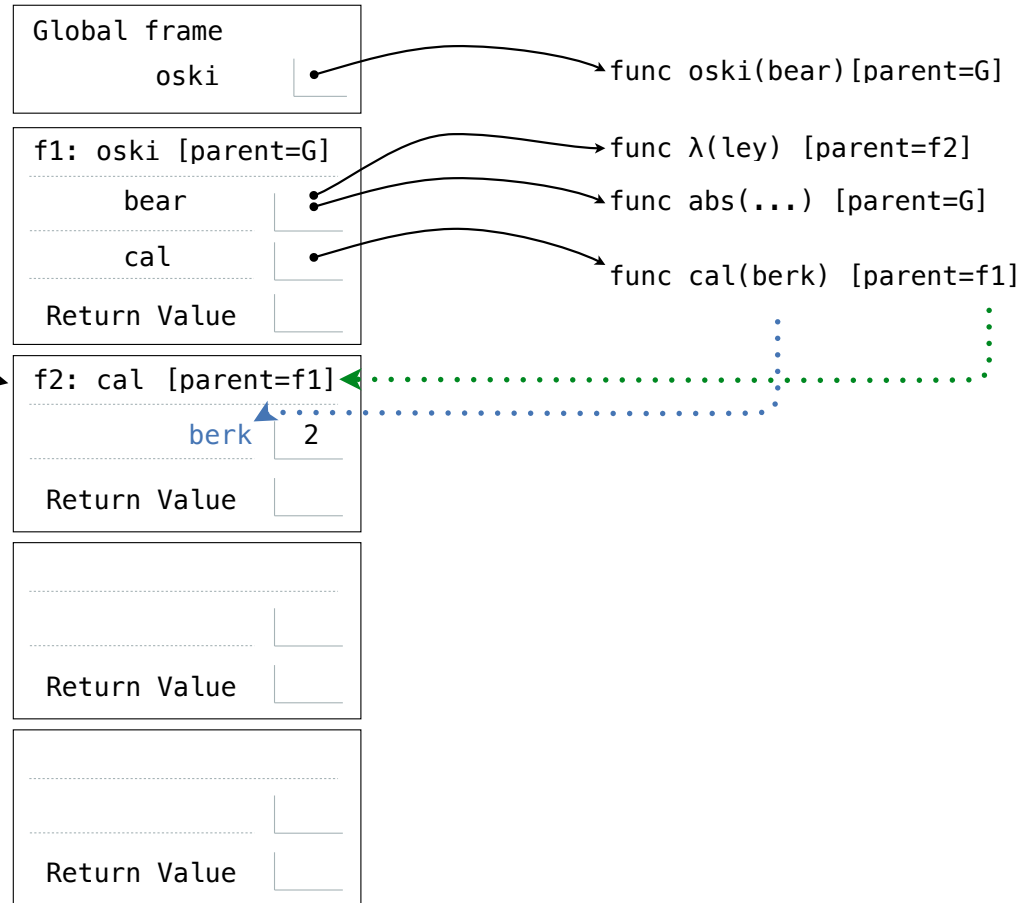 Global frame
oski
func oski(bear)[parent=G]
f1: oski [parent=G]
func λ(ley) [parent=f2]
bear
func abs(...) [parent=G]
cal
func cal(berk) [parent=f1]
Return Value
f2: cal [parent=f1]
berk 2
Return Value
Return Value
Return Value